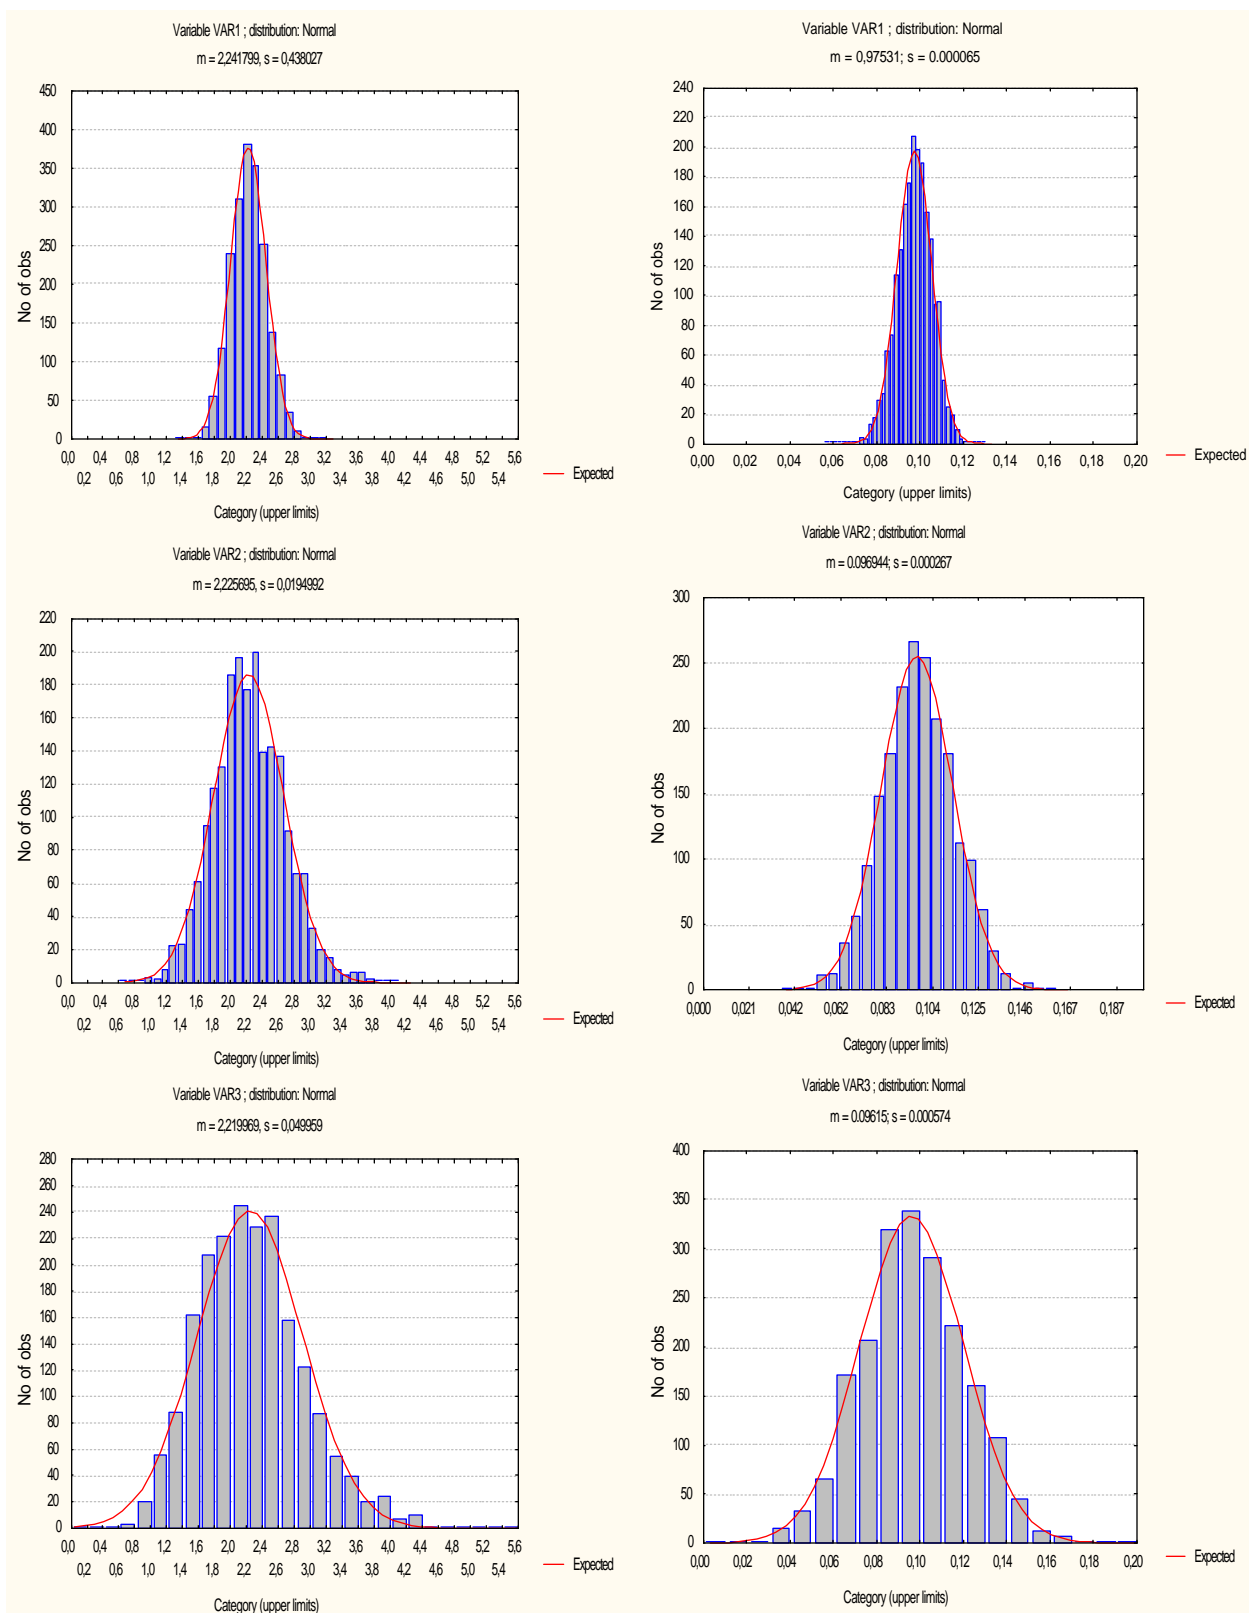 Variable VAR1 ; distribution: Normal
m = 2,241799, s = 0,438027
450
400
350
300
250
200
150
100
50
0
No of obs
0,0 0,4 0,8 1,2 1,6 2,0 2,4 2,8 3,2 3,6 4,0 4,4 4,8 5,2 5,6
0,2 0,6 1,0 1,4 1,8 2,2 2,6 3,0 3,4 3,8 4,2 4,6 5,0 5,4
Expected
Category (upper limits)
Variable VAR1 ; distribution: Normal
m = 0,97531; s = 0.000065
240
220
200
180
160
140
120
100
80
60
40
20
0
No of obs
0,00 0,02 0,04 0,06 0,08 0,10 0,12 0,14 0,16 0,18 0,20
Expected
Category (upper limits)
Variable VAR2 ; distribution: Normal
m = 2,225695, s = 0,0194992
220
200
180
160
140
120
100
80
60
40
20
0
No of obs
0,0 0,4 0,8 1,2 1,6 2,0 2,4 2,8 3,2 3,6 4,0 4,4 4,8 5,2 5,6
0,2 0,6 1,0 1,4 1,8 2,2 2,6 3,0 3,4 3,8 4,2 4,6 5,0 5,4
Expected
Category (upper limits)
Variable VAR2 ; distribution: Normal
m = 0.096944; s = 0.000267
300
250
200
150
100
50
0
No of obs
0,000 0,021 0,042 0,062 0,083 0,104 0,125 0,146 0,167 0,187
Expected
Category (upper limits)
Variable VAR3 ; distribution: Normal
m = 2,219969, s = 0,049959
280
260
240
220
200
180
160
140
120
100
80
60
40
20
0
No of obs
0,0 0,4 0,8 1,2 1,6 2,0 2,4 2,8 3,2 3,6 4,0 4,4 4,8 5,2 5,6
0,2 0,6 1,0 1,4 1,8 2,2 2,6 3,0 3,4 3,8 4,2 4,6 5,0 5,4
Expected
Category (upper limits)
Variable VAR3 ; distribution: Normal
m = 0.09615; s = 0.000574
400
350
300
250
200
150
100
50
0
No of obs
0,00 0,02 0,04 0,06 0,08 0,10 0,12 0,14 0,16 0,18 0,20
Expected
Category (upper limits)